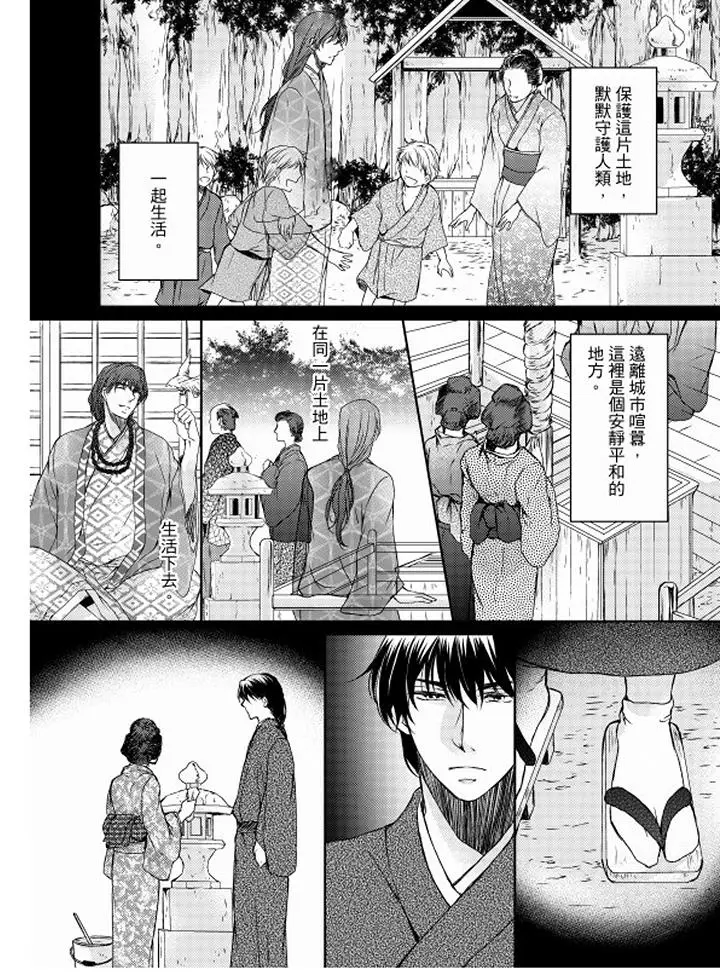 保護這片土地，
默默守護人類，
一起生活。
遠離城市喧囂，
這裡是個安靜平和的
地方。
在同一片土地上
生活下去。